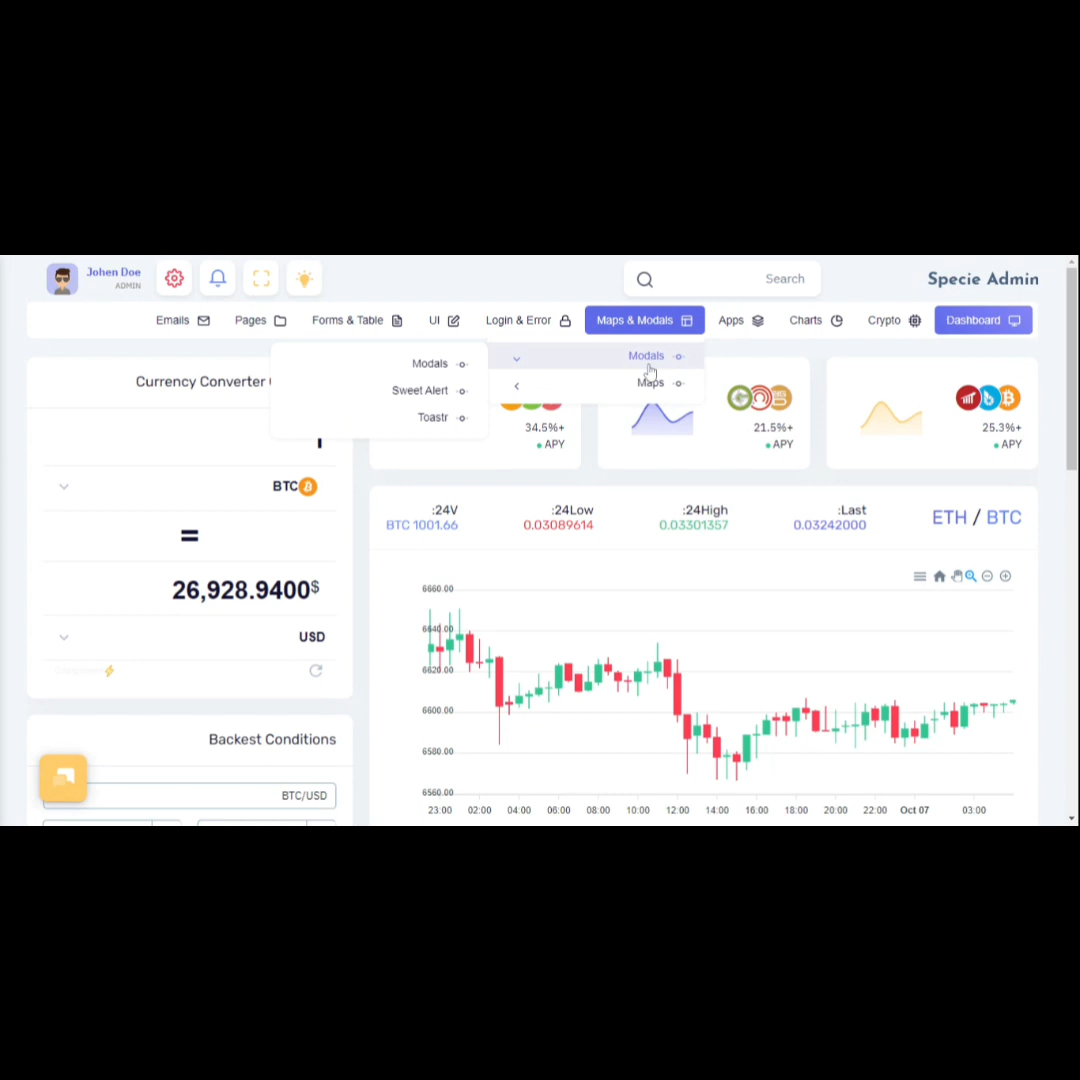 Johen Doe
ADMIN
Search
Specie Admin
Emails
Pages
Forms & Table
UI
Login & Error
Maps & Modals
Apps
Charts
Crypto
Dashboard
Modals
Sweet Alert
Toastr
Modals
Maps
Currency Converter
34.5%+
APY
21.5%+
APY
25.3%+
APY
BTC
=
26,928.9400$
USD
:24V
BTC 1001.66
:24Low
0.03089614
:24High
0.03301357
:Last
0.03242000
ETH / BTC
6660.00
6640.00
6620.00
6600.00
6580.00
6560.00
23:00 02:00 04:00 06:00 08:00 10:00 12:00 14:00 16:00 18:00 20:00 22:00 Oct 07 03:00
Backest Conditions
BTC/USD